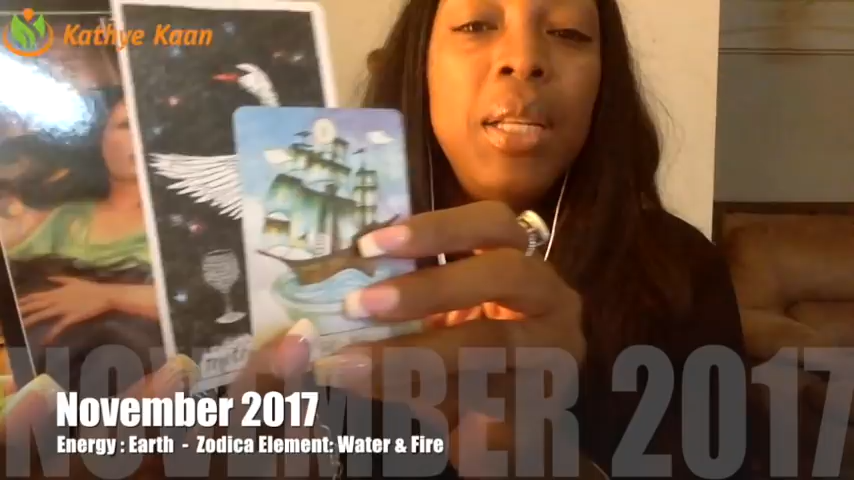 Kathye Kaan
NOVEMBER 2017
November 2017
Energy : Earth - Zodica Element: Water & Fire